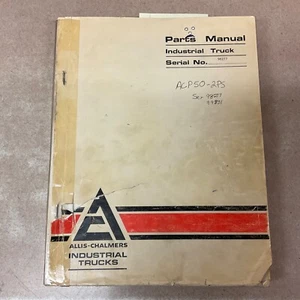 Parts Manual
Industrial Truck
Serial No.
ACP50-2PS
ALLIS-CHALMERS
INDUSTRIAL
TRUCKS